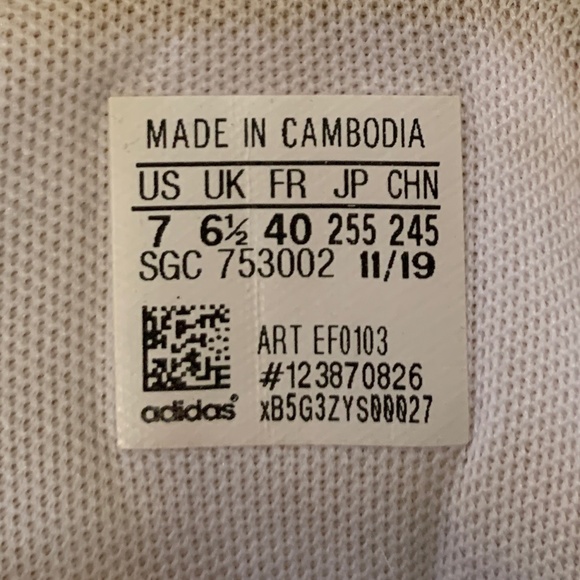 MADE IN CAMBODIA
US UK FR JP CHN
7 6½ 40 255 245
SGC 753002 11/19
ART EF0103
#123870826
adidas® xB5G3ZYS00027